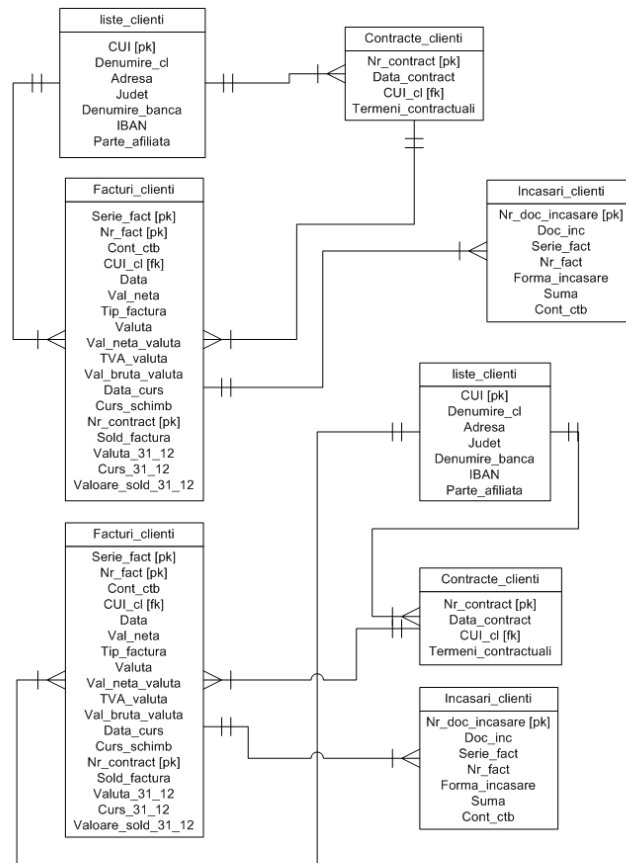 liste_clienti
CUI [pk]
Denumire_cl
Adresa
Judet
Denumire_banca
IBAN
Parte_afiliata
Contracte_clienti
Nr_contract [pk]
Data_contract
CUI_cl [fk]
Termeni_contractuali
Facturi_clienti
Serie_fact [pk]
Nr_fact [pk]
Cont_ctb
CUI_cl [fk]
Data
Val_neta
Tip_factura
Valuta
Val_neta_valuta
TVA_valuta
Val_bruta_valuta
Data_curs
Curs_schimb
Nr_contract [pk]
Sold_factura
Valuta_31_12
Curs_31_12
Valoare_sold_31_12
Incasari_clienti
Nr_doc_incasare [pk]
Doc_inc
Serie_fact
Nr_fact
Forma_incasare
Suma
Cont_ctb
liste_clienti
CUI [pk]
Denumire_cl
Adresa
Judet
Denumire_banca
IBAN
Parte_afiliata
Facturi_clienti
Serie_fact [pk]
Nr_fact [pk]
Cont_ctb
CUI_cl [fk]
Data
Val_neta
Tip_factura
Valuta
Val_neta_valuta
TVA_valuta
Val_bruta_valuta
Data_curs
Curs_schimb
Nr_contract [pk]
Sold_factura
Valuta_31_12
Curs_31_12
Valoare_sold_31_12
Contracte_clienti
Nr_contract [pk]
Data_contract
CUI_cl [fk]
Termeni_contractuali
Incasari_clienti
Nr_doc_incasare [pk]
Doc_inc
Serie_fact
Nr_fact
Forma_incasare
Suma
Cont_ctb